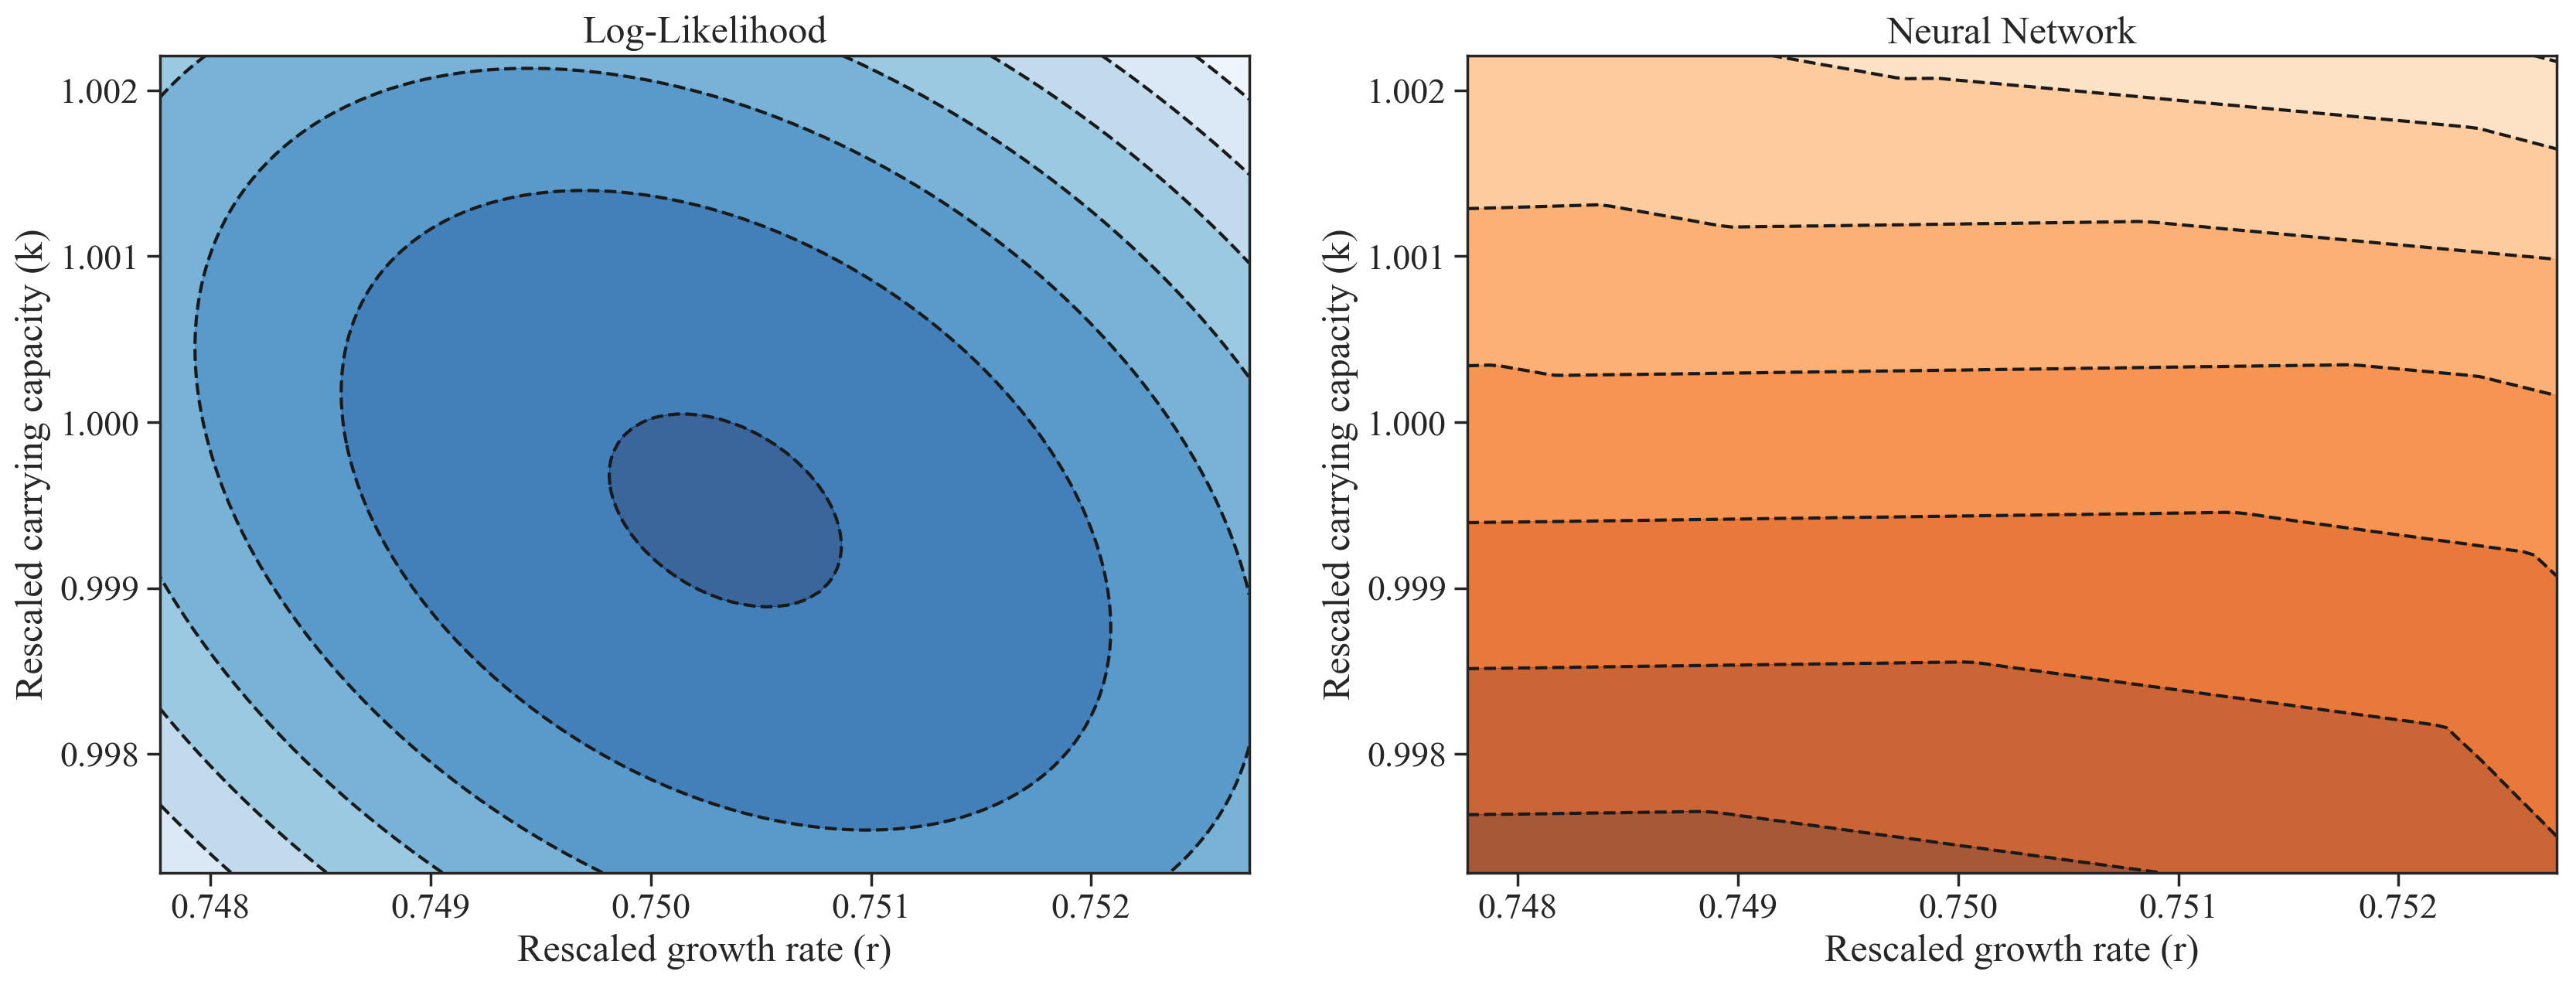 Log-Likelihood
Rescaled carrying capacity (k)
1.002
1.001
1.000
0.999
0.998
0.748 0.749 0.750 0.751 0.752
Rescaled growth rate (r)
Neural Network
Rescaled carrying capacity (k)
1.002
1.001
1.000
0.999
0.998
0.748 0.749 0.750 0.751 0.752
Rescaled growth rate (r)